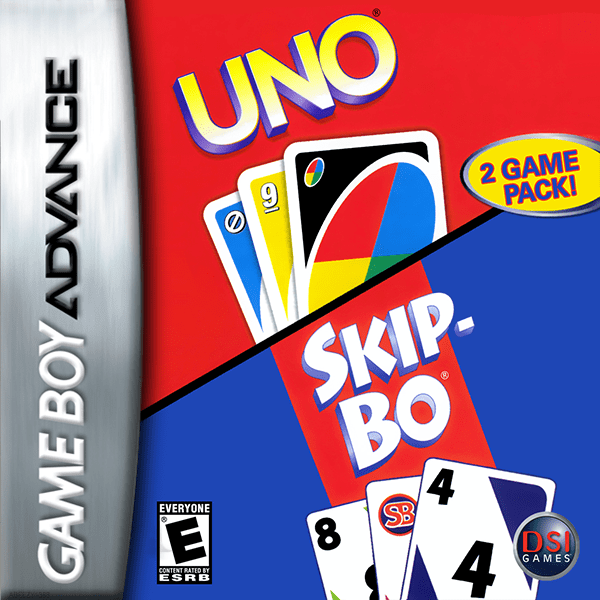 GAME BOY ADVANCE
UNO®
2 GAME
PACK!
9
SKIP-
BO®
8
SB
4
4
EVERYONE
E
CONTENT RATED BY
ESRB
DSI
GAMES